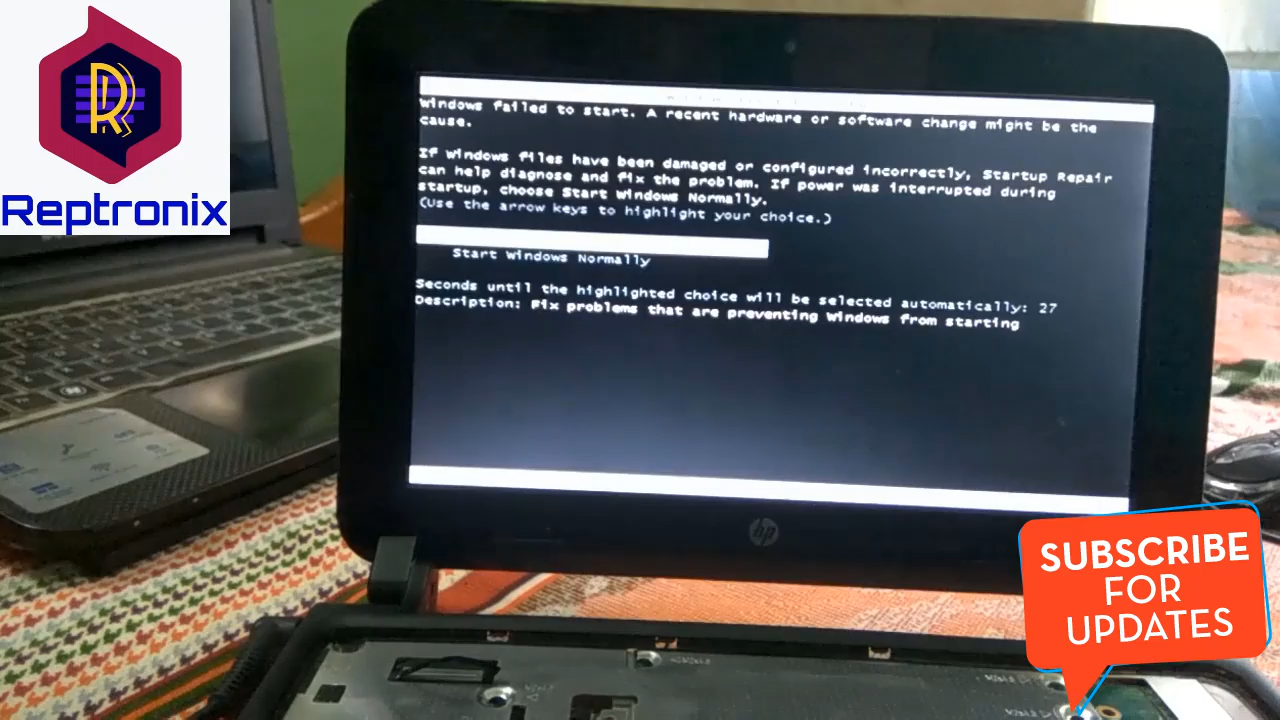 Reptronix
Windows failed to start. A recent hardware or software change might be the
cause.
If Windows files have been damaged or configured incorrectly, Startup Repair
can help diagnose and fix the problem. If power was interrupted during
startup, choose Start Windows Normally.
(Use the arrow keys to highlight your choice.)
Start Windows Normally
Seconds until the highlighted choice will be selected automatically: 27
Description: Fix problems that are preventing Windows from starting
hp
SUBSCRIBE
FOR
UPDATES